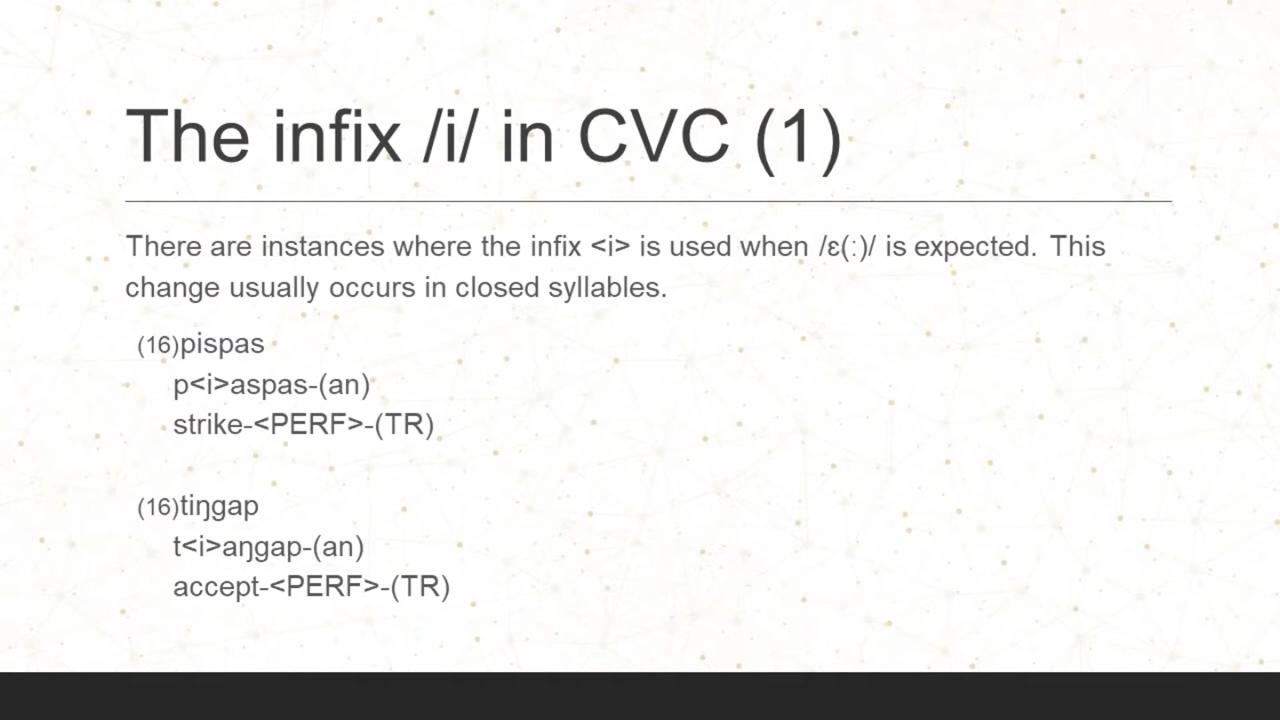 The infix /i/ in CVC (1)
There are instances where the infix <i> is used when /ɛ(ː)/ is expected. This
change usually occurs in closed syllables.
(16)pispas
p<i>aspas-(an)
strike-<PERF>-(TR)
(16)tiŋgap
t<i>aŋgap-(an)
accept-<PERF>-(TR)